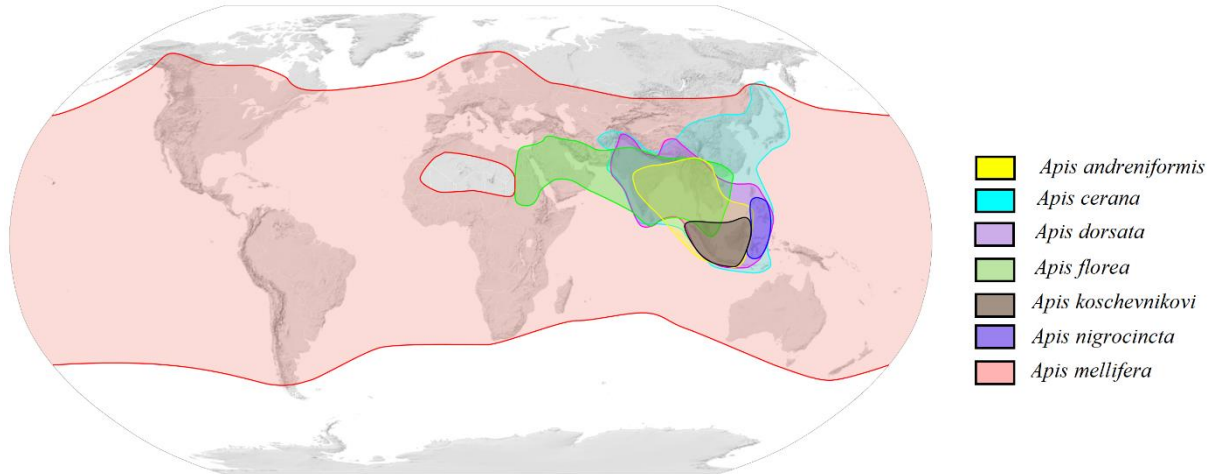 Apis andreniformis
Apis cerana
Apis dorsata
Apis florea
Apis koschevnikovi
Apis nigrocincta
Apis mellifera